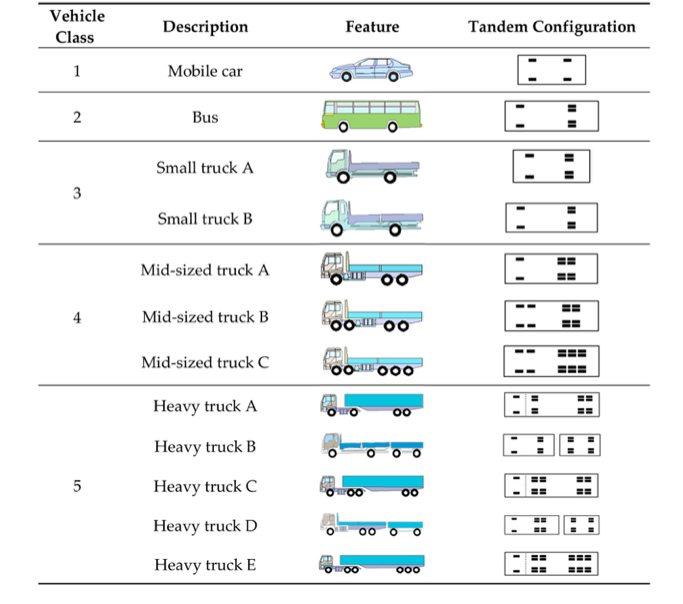 Vehicle Class Description Feature Tandem Configuration
1 Mobile car
2 Bus
3
Small truck A
Small truck B
4
Mid-sized truck A
Mid-sized truck B
Mid-sized truck C
5
Heavy truck A
Heavy truck B
Heavy truck C
Heavy truck D
Heavy truck E